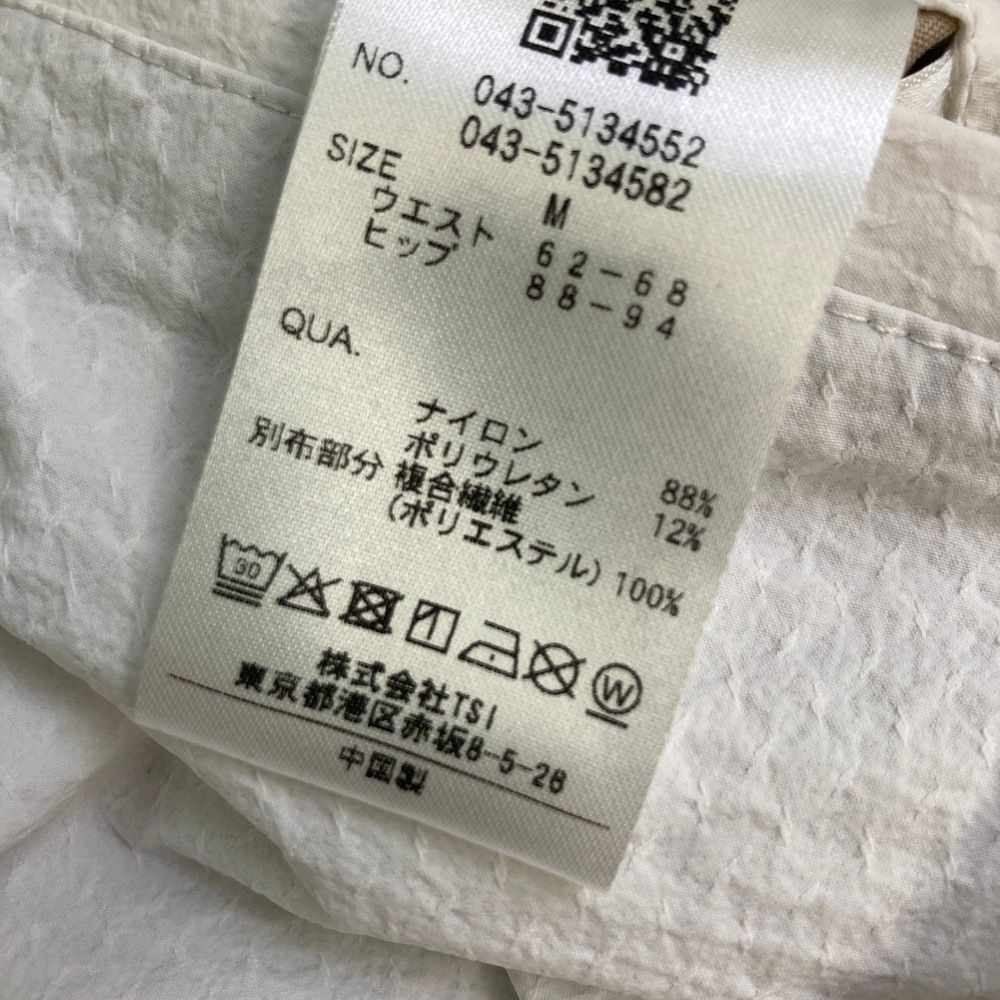 NO.
043-5134552
043-5134582
SIZE M
ウエスト 62-68
ヒップ 88-94
QUA.
ナイロン 88%
ポリウレタン 12%
別布部分 複合繊維
(ポリエステル) 100%
30
W
株式会社TSI
東京都港区赤坂8-5-26
中国製